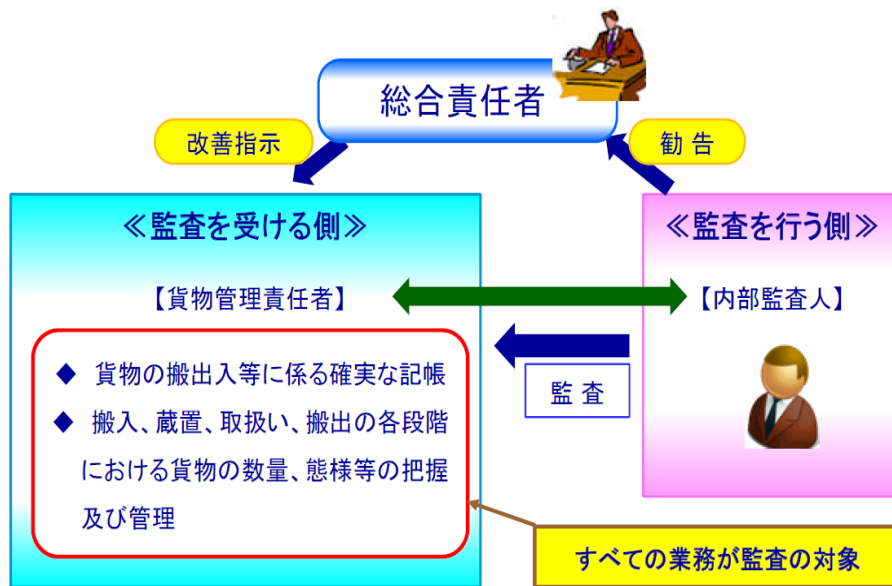 総合責任者
改善指示
勧 告
≪監査を受ける側≫
≪監査を行う側≫
【貨物管理責任者】
【内部監査人】
◆ 貨物の搬出入等に係る確実な記帳
◆ 搬入、蔵置、取扱い、搬出の各段階
における貨物の数量、態様等の把握
及び管理
監 査
すべての業務が監査の対象